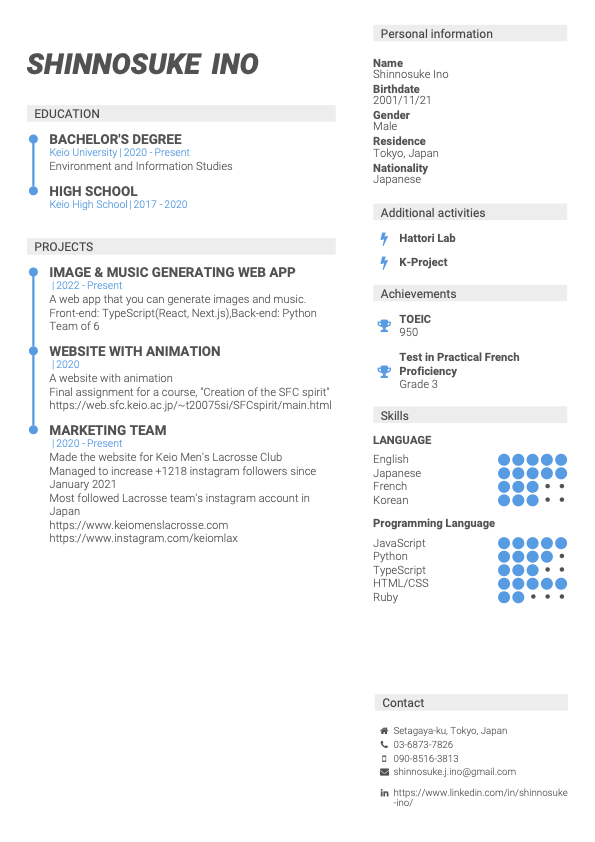 SHINNOSUKE INO
EDUCATION
BACHELOR'S DEGREE
Keio University | 2020 - Present
Environment and Information Studies
HIGH SCHOOL
Keio High School | 2017 - 2020
PROJECTS
IMAGE & MUSIC GENERATING WEB APP
| 2022 - Present
A web app that you can generate images and music.
Front-end: TypeScript(React, Next.js),Back-end: Python
Team of 6
WEBSITE WITH ANIMATION
| 2020
A website with animation
Final assignment for a course, "Creation of the SFC spirit"
https://web.sfc.keio.ac.jp/~t20075si/SFCspirit/main.html
MARKETING TEAM
| 2020 - Present
Made the website for Keio Men's Lacrosse Club
Managed to increase +1218 instagram followers since
January 2021
Most followed Lacrosse team's instagram account in
Japan
https://www.keiomenslacrosse.com
https://www.instagram.com/keiomlax
Personal information
Name
Shinnosuke Ino
Birthdate
2001/11/21
Gender
Male
Residence
Tokyo, Japan
Nationality
Japanese
Additional activities
Hattori Lab
K-Project
Achievements
TOEIC
950
Test in Practical French
Proficiency
Grade 3
Skills
LANGUAGE
English
Japanese
French
Korean
Programming Language
JavaScript
Python
TypeScript
HTML/CSS
Ruby
Contact
Setagaya-ku, Tokyo, Japan
03-6873-7826
090-8516-3813
shinnosuke.j.ino@gmail.com
https://www.linkedin.com/in/shinnosuke
-ino/